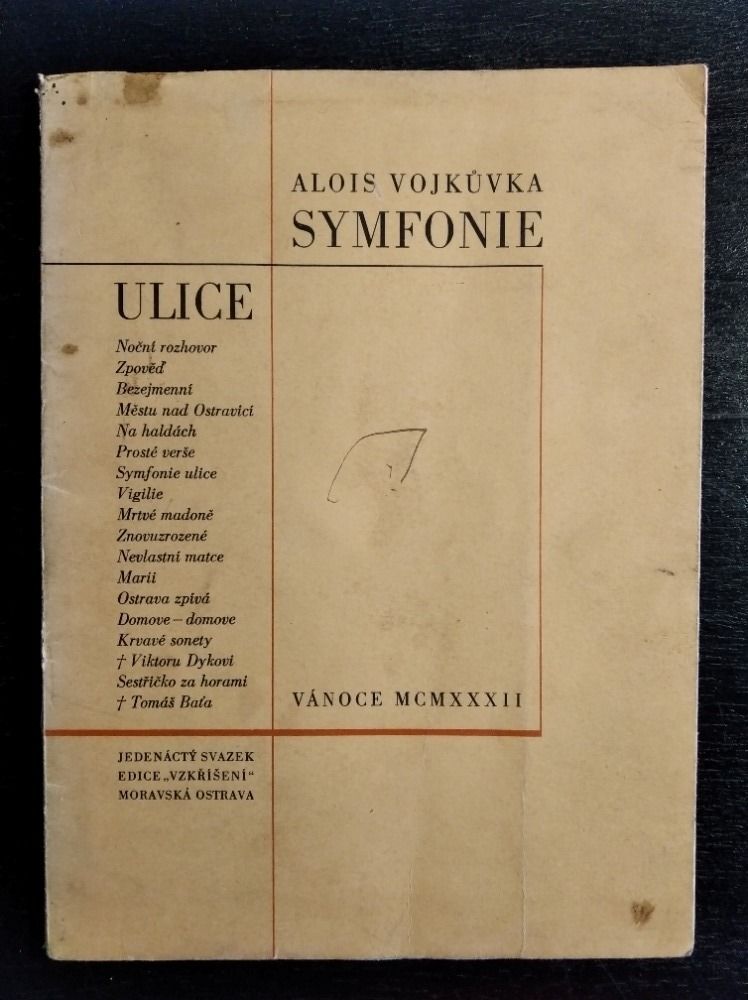 ALOIS VOJKŮVKA
SYMFONIE
ULICE
Noční rozhovor
Zpověď
Bezejmenní
Městu nad Ostravicí
Na haldách
Prosté verše
Symfonie ulice
Vigilie
Mrtvé madoně
Znovuzrozené
Nevlastní matce
Marii
Ostrava zpívá
Domove – domove
Krvavé sonety
† Viktoru Dykovi
Sestřičko za horami
† Tomáš Baťa
VÁNOCE MCMXXXII
JEDENÁCTÝ SVAZEK
EDICE „VZKŘÍŠENÍ“
MORAVSKÁ OSTRAVA